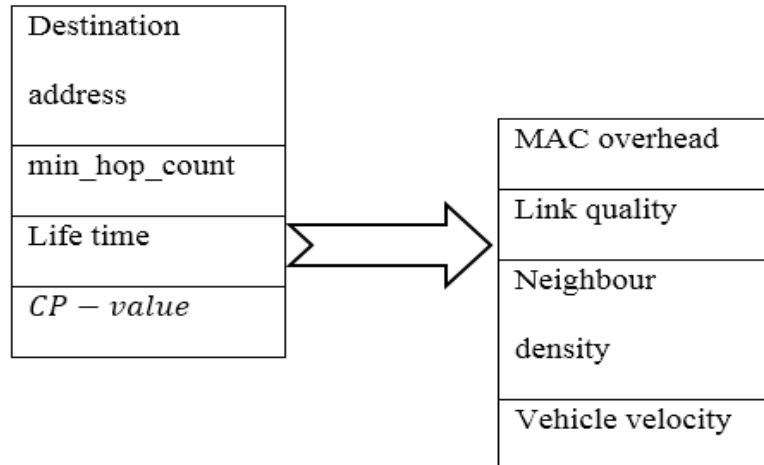 Destination
address
min_hop_count
Life time
CP − value
MAC overhead
Link quality
Neighbour
density
Vehicle velocity